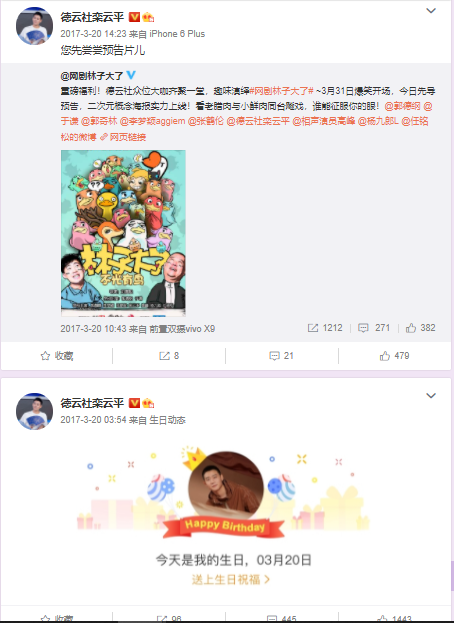 德云社栾云平
2017-3-20 14:23 来自 iPhone 6 Plus
您先尝尝预告片儿
@网剧林子大了
重磅福利！德云社众位大咖齐聚一堂，趣味演绎#网剧林子大了# ~3月31日爆笑开场，今日先导
预告，二次元概念海报实力上线！看老腊肉与小鲜肉同台飚戏，谁能征服你的眼！@郭德纲 @
于谦 @郭奇林 @李梦颖aggiem @张鹤伦 @德云社栾云平 @相声演员高峰 @杨九郎L @任铭
松的微博 网页链接
林子大了
不光有鸟
2017-3-20 10:43 来自 前置双摄vivo X9
1212
271
382
收藏
8
21
479
德云社栾云平
2017-3-20 03:54 来自 生日动态
Happy Birthday
今天是我的生日，03月20日
送上生日祝福 >
收藏
96
445
1443